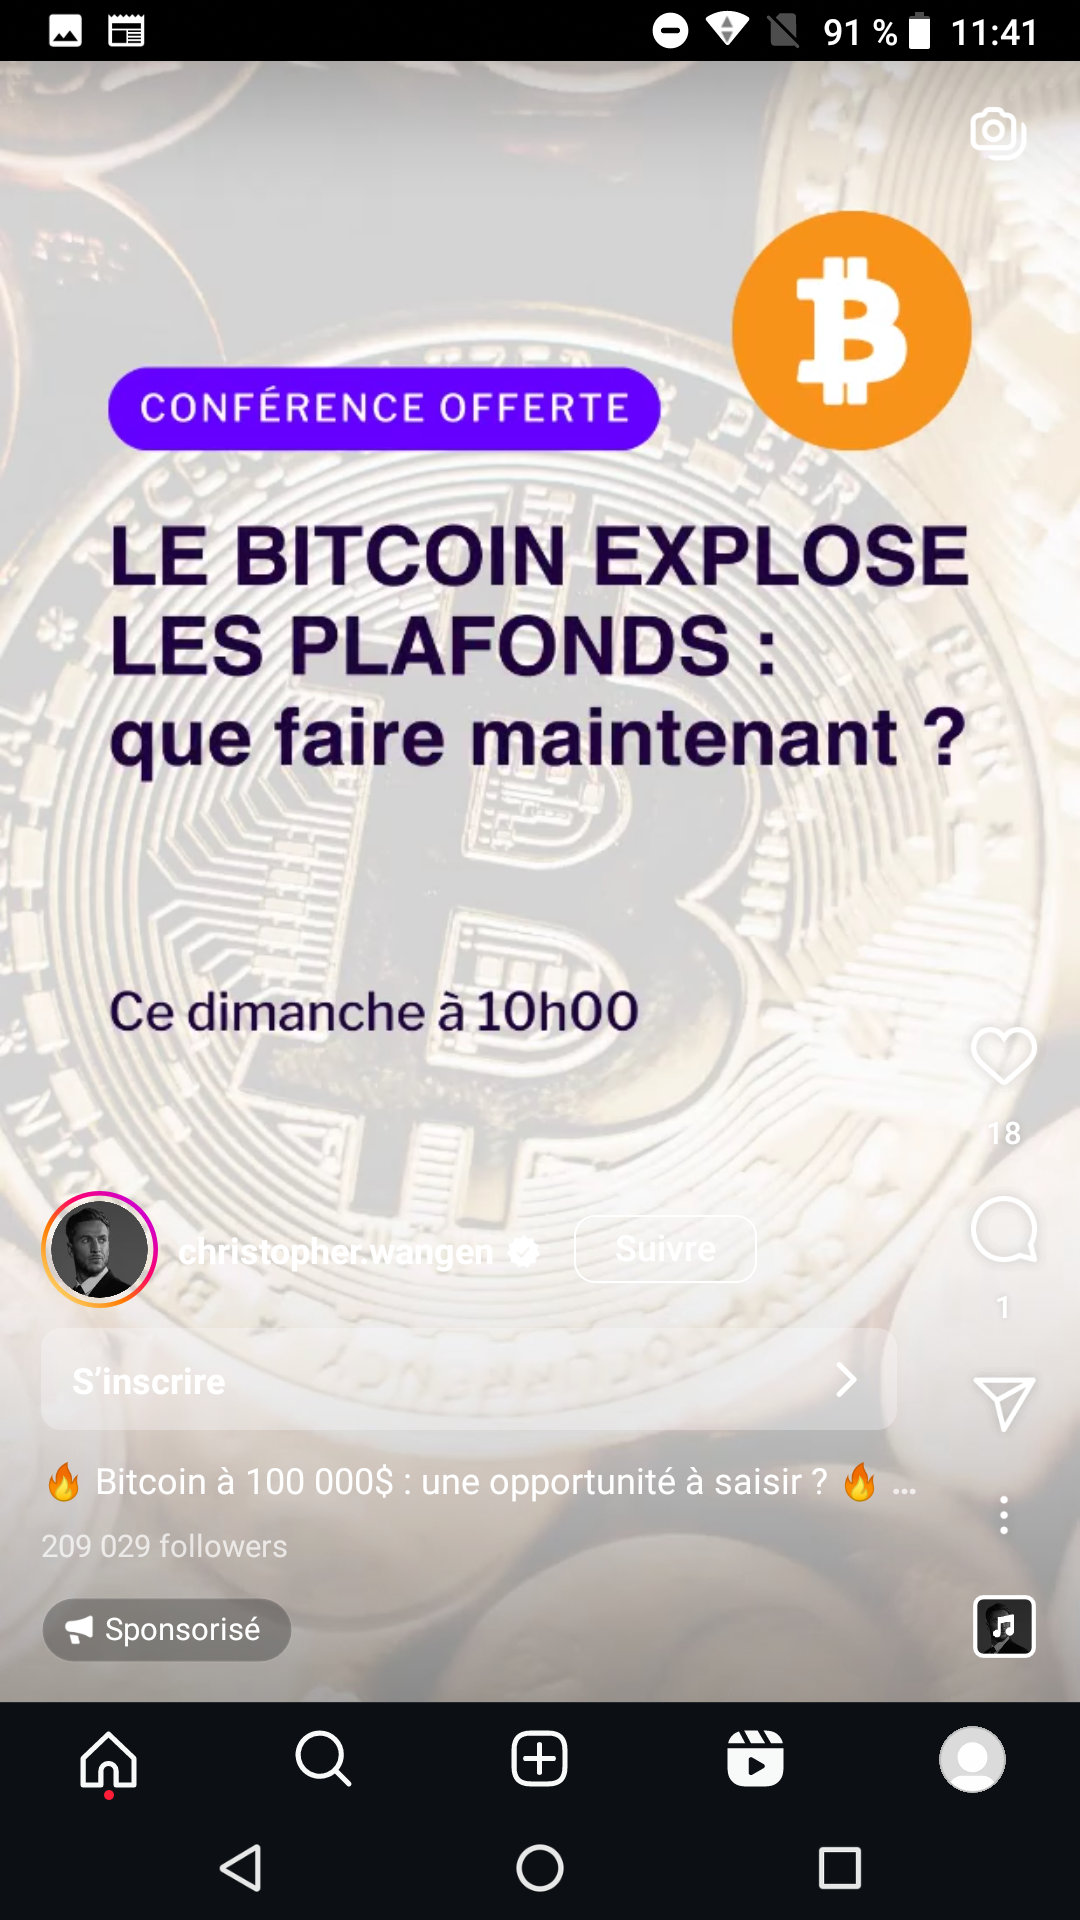 91 % 11:41
CONFÉRENCE OFFERTE
LE BITCOIN EXPLOSE
LES PLAFONDS :
que faire maintenant ?
Ce dimanche à 10h00
18
christopher.wangen Suivre
1
S’inscrire
🔥 Bitcoin à 100 000$ : une opportunité à saisir ? 🔥 ...
209 029 followers
Sponsorisé